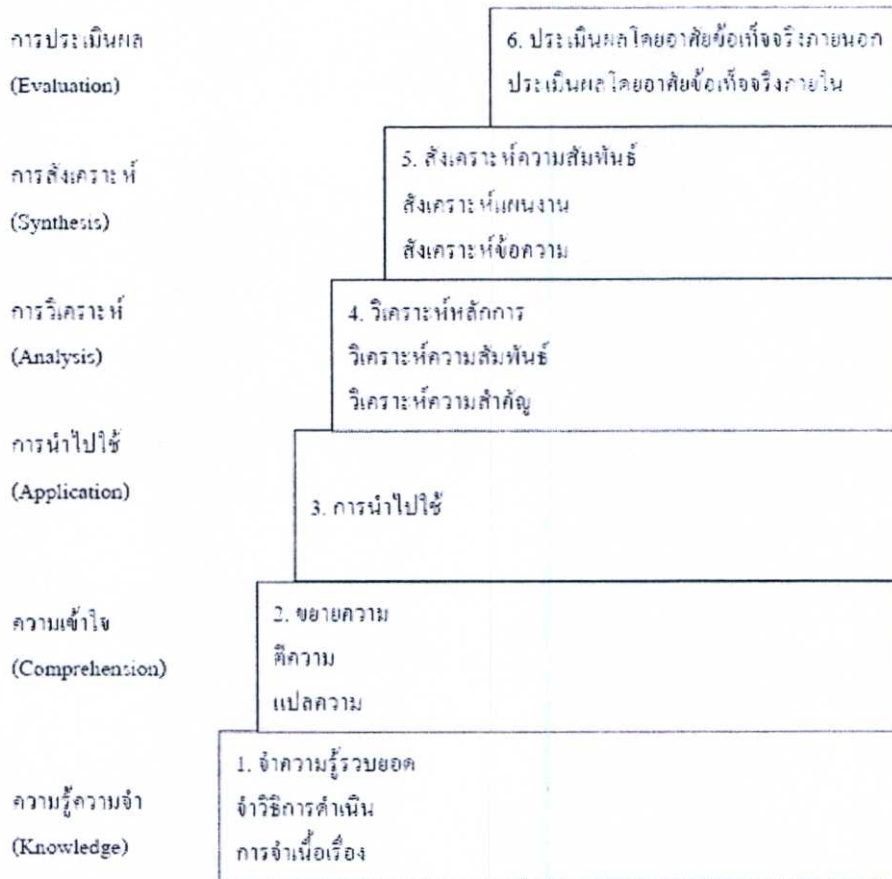 การประเมินผล
(Evaluation)
6. ประเมินผลโดยอาศัยข้อเท็จจริงภายนอก
ประเมินผลโดยอาศัยข้อเท็จจริงภายใน
การสังเคราะห์
(Synthesis)
5. สังเคราะห์ความสัมพันธ์
สังเคราะห์แผนงาน
สังเคราะห์ข้อความ
การวิเคราะห์
(Analysis)
4. วิเคราะห์หลักการ
วิเคราะห์ความสัมพันธ์
วิเคราะห์ความสำคัญ
การนำไปใช้
(Application)
3. การนำไปใช้
ความเข้าใจ
(Comprehension)
2. ขยายความ
ตีความ
แปลความ
ความรู้ความจำ
(Knowledge)
1. จำความรู้รวบยอด
จำวิธีการดำเนิน
การจำเนื้อเรื่อง